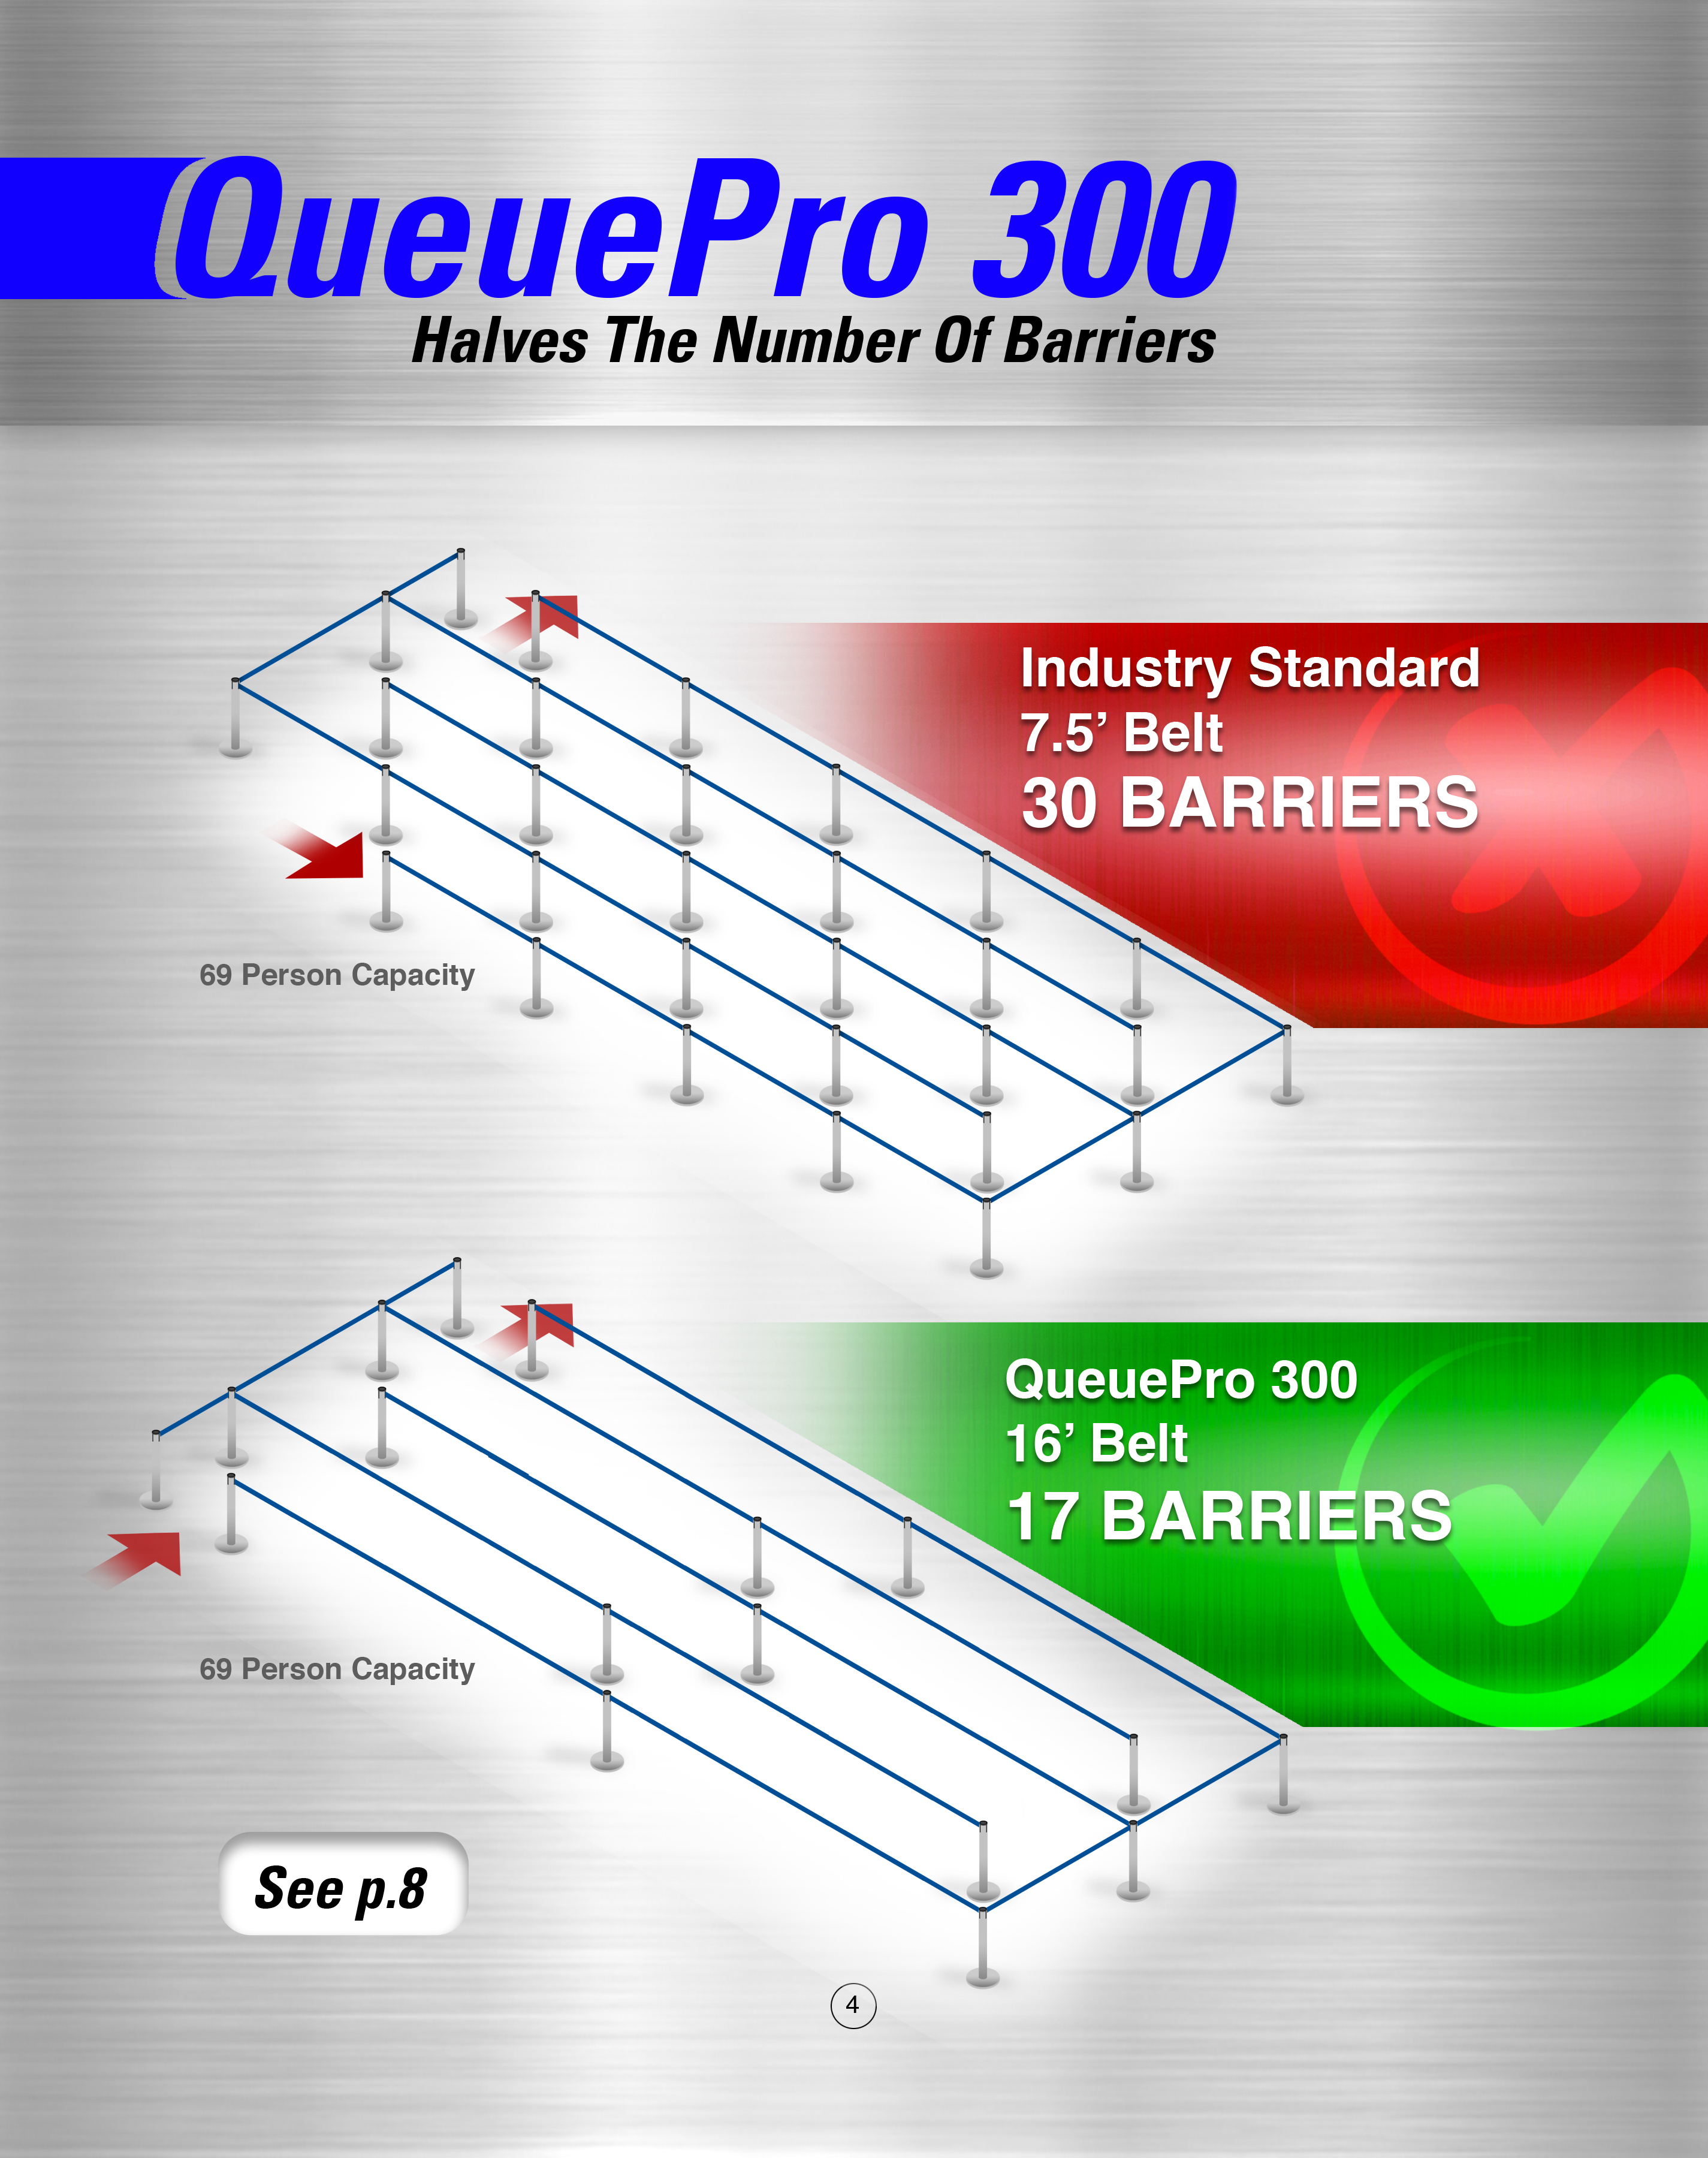 QueuePro 300
Halves The Number Of Barriers
Industry Standard
7.5’ Belt
30 BARRIERS
69 Person Capacity
QueuePro 300
16’ Belt
17 BARRIERS
69 Person Capacity
See p.8
4